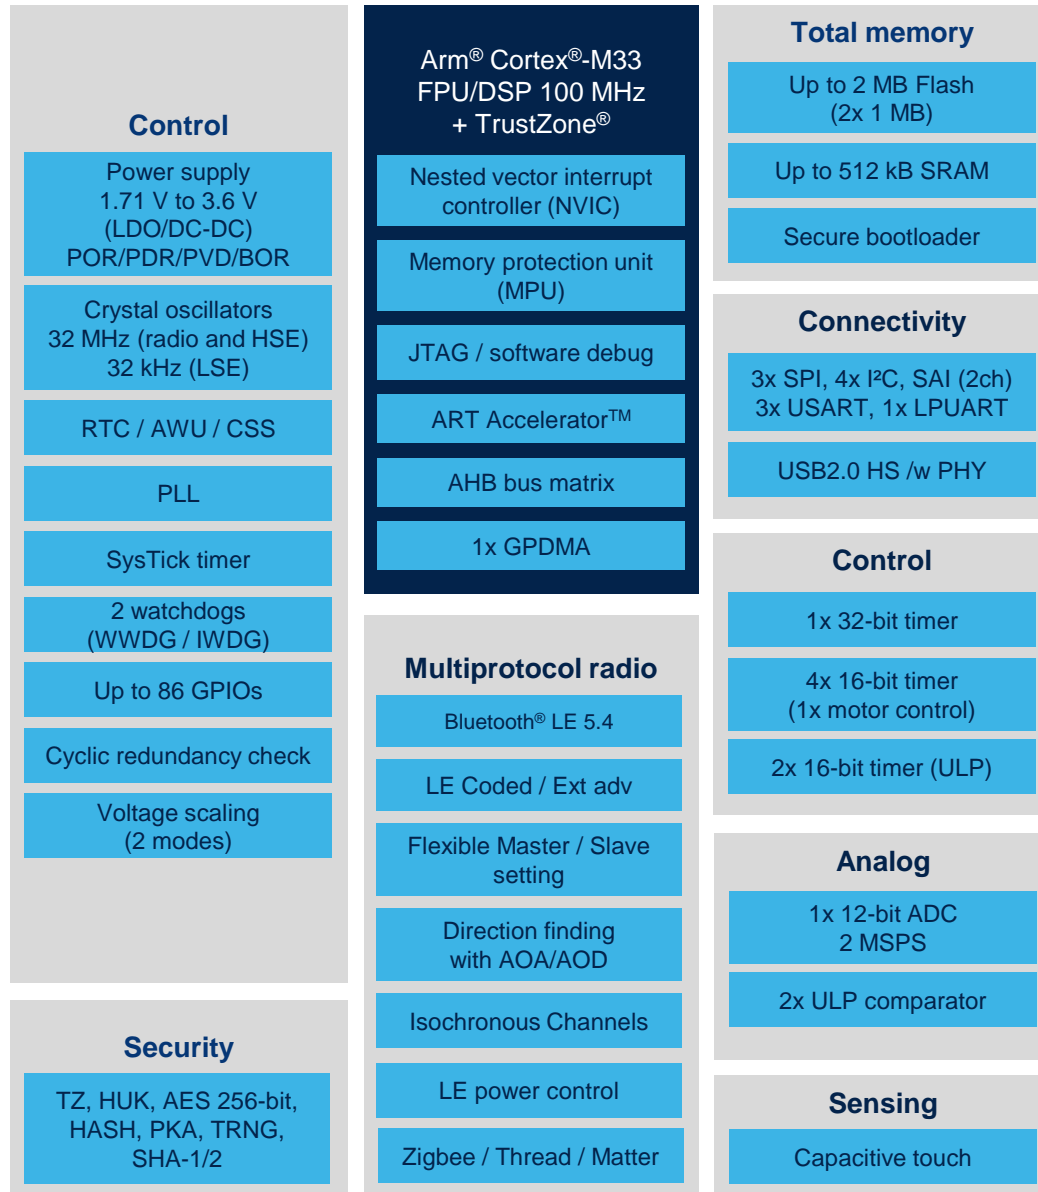 Control
Power supply
1.71 V to 3.6 V
(LDO/DC-DC)
POR/PDR/PVD/BOR
Crystal oscillators
32 MHz (radio and HSE)
32 kHz (LSE)
RTC / AWU / CSS
PLL
SysTick timer
2 watchdogs
(WWDG / IWDG)
Up to 86 GPIOs
Cyclic redundancy check
Voltage scaling
(2 modes)
Security
TZ, HUK, AES 256-bit,
HASH, PKA, TRNG,
SHA-1/2
Arm® Cortex®-M33
FPU/DSP 100 MHz
+ TrustZone®
Nested vector interrupt
controller (NVIC)
Memory protection unit
(MPU)
JTAG / software debug
ART Accelerator™
AHB bus matrix
1x GPDMA
Multiprotocol radio
Bluetooth® LE 5.4
LE Coded / Ext adv
Flexible Master / Slave
setting
Direction finding
with AOA/AOD
Isochronous Channels
LE power control
Zigbee / Thread / Matter
Total memory
Up to 2 MB Flash
(2x 1 MB)
Up to 512 kB SRAM
Secure bootloader
Connectivity
3x SPI, 4x I²C, SAI (2ch)
3x USART, 1x LPUART
USB2.0 HS /w PHY
Control
1x 32-bit timer
4x 16-bit timer
(1x motor control)
2x 16-bit timer (ULP)
Analog
1x 12-bit ADC
2 MSPS
2x ULP comparator
Sensing
Capacitive touch